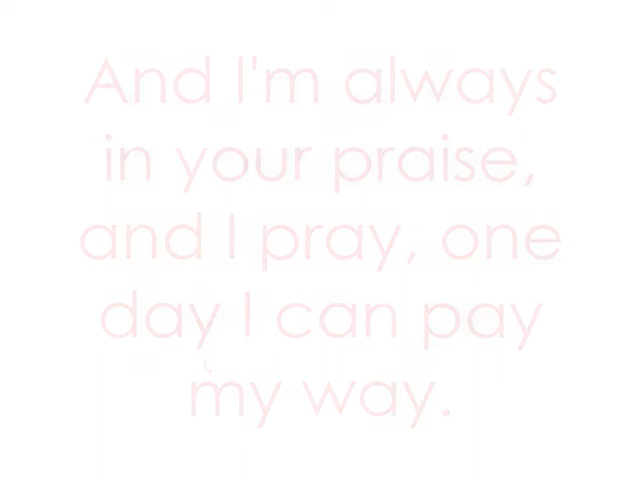 And I'm always
in your praise,
and I pray, one
day I can pay
my way.